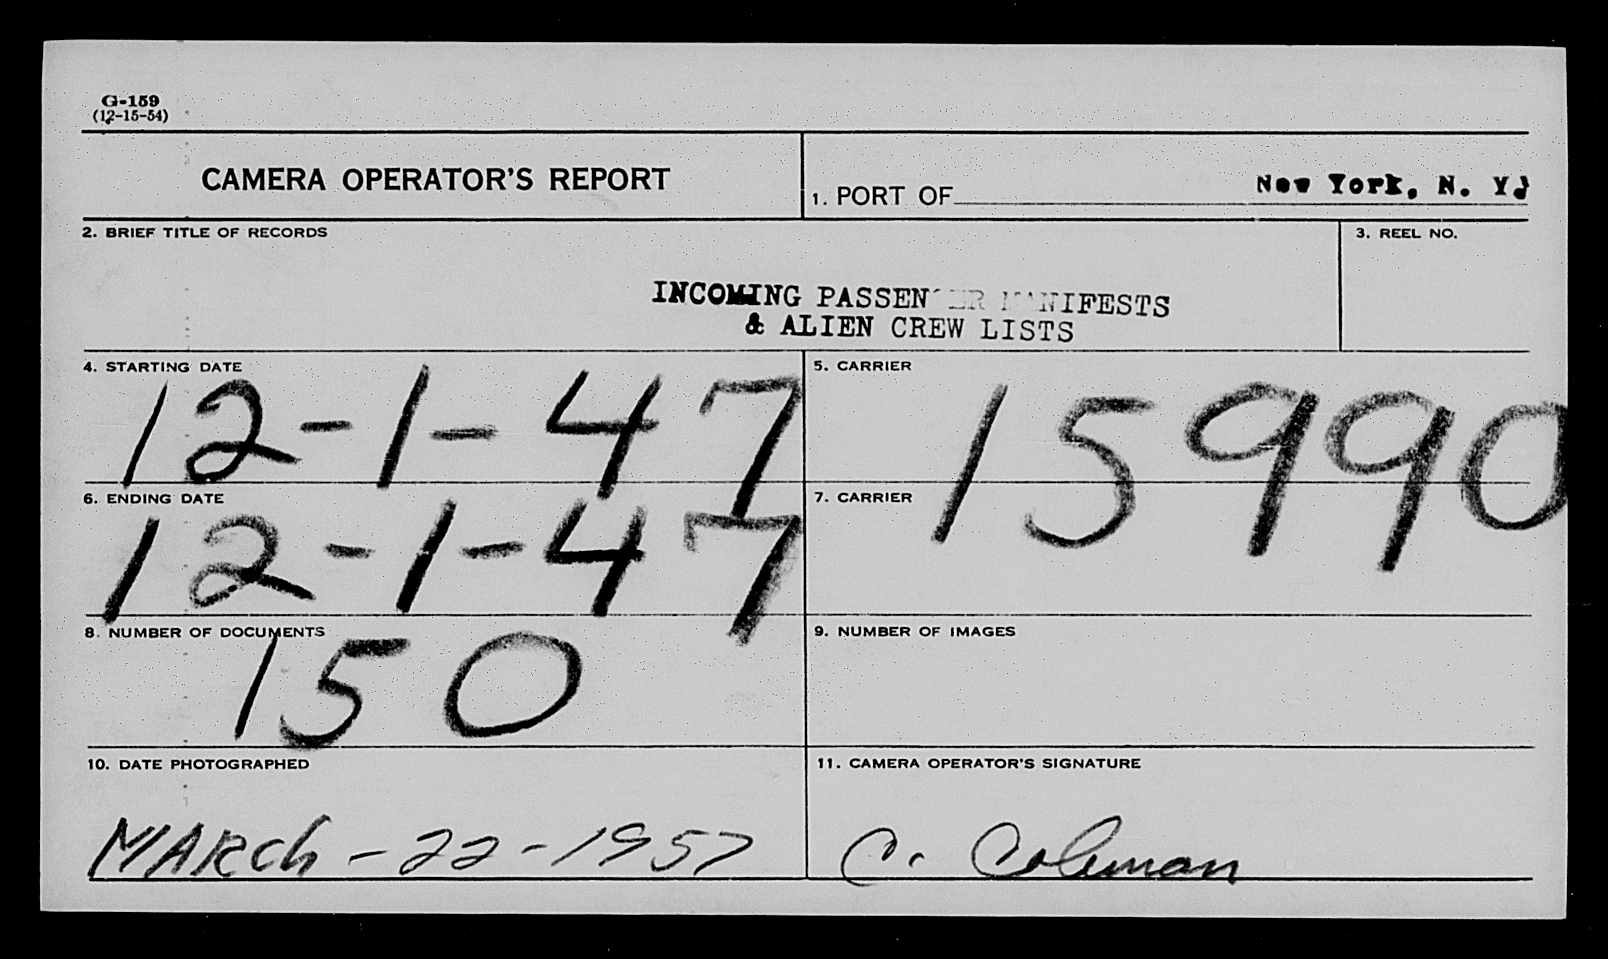 G-159
(12-15-54)
CAMERA OPERATOR'S REPORT
1. PORT OF New York, N. Y.
2. BRIEF TITLE OF RECORDS
3. REEL NO.
INCOMING PASSENGER MANIFESTS
& ALIEN CREW LISTS
4. STARTING DATE
12-1-47
5. CARRIER
15990
6. ENDING DATE
12-1-47
7. CARRIER
8. NUMBER OF DOCUMENTS
150
9. NUMBER OF IMAGES
10. DATE PHOTOGRAPHED
MARch-22-1957
11. CAMERA OPERATOR'S SIGNATURE
C. Coleman